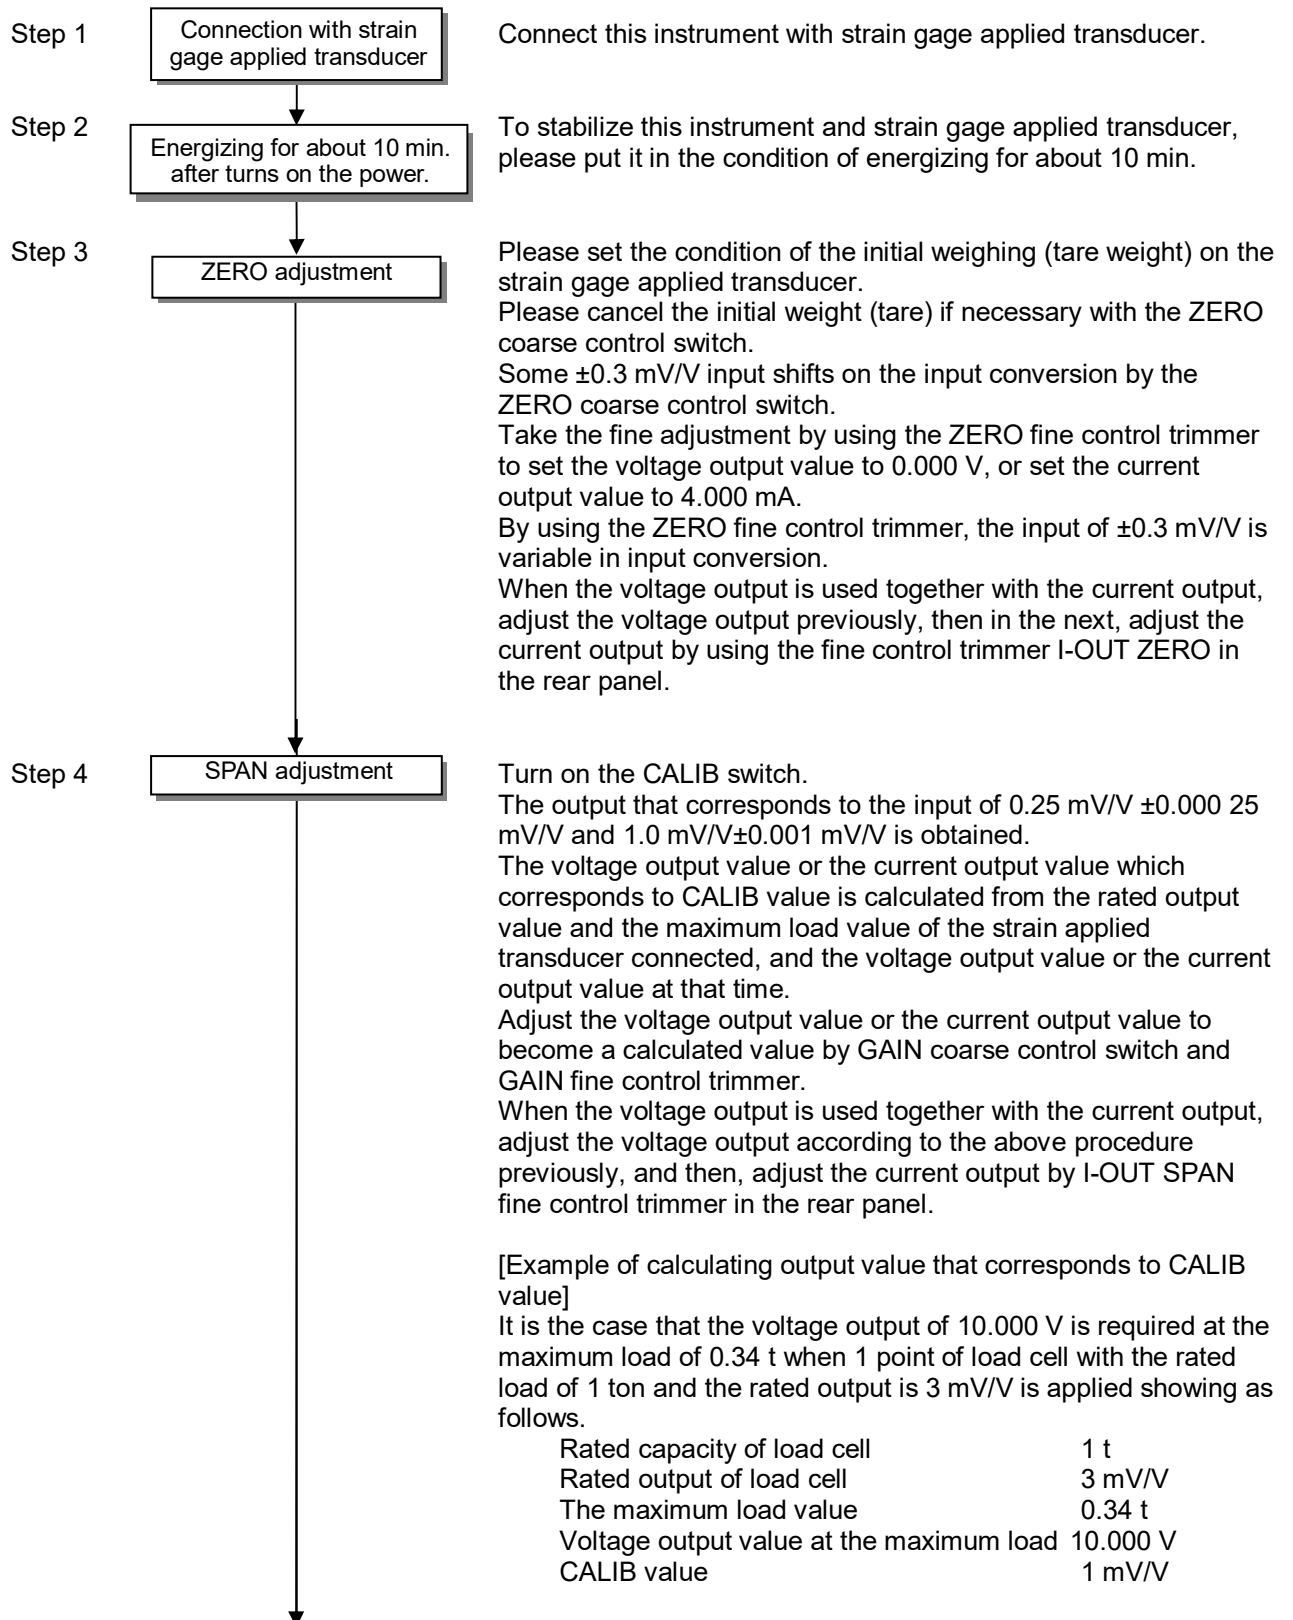 Step 1
Connection with strain
gage applied transducer
Connect this instrument with strain gage applied transducer.
Step 2
Energizing for about 10 min.
after turns on the power.
To stabilize this instrument and strain gage applied transducer,
please put it in the condition of energizing for about 10 min.
Step 3
ZERO adjustment
Please set the condition of the initial weighing (tare weight) on the
strain gage applied transducer.
Please cancel the initial weight (tare) if necessary with the ZERO
coarse control switch.
Some ±0.3 mV/V input shifts on the input conversion by the
ZERO coarse control switch.
Take the fine adjustment by using the ZERO fine control trimmer
to set the voltage output value to 0.000 V, or set the current
output value to 4.000 mA.
By using the ZERO fine control trimmer, the input of ±0.3 mV/V is
variable in input conversion.
When the voltage output is used together with the current output,
adjust the voltage output previously, then in the next, adjust the
current output by using the fine control trimmer I-OUT ZERO in
the rear panel.
Step 4
SPAN adjustment
Turn on the CALIB switch.
The output that corresponds to the input of 0.25 mV/V ±0.000 25
mV/V and 1.0 mV/V±0.001 mV/V is obtained.
The voltage output value or the current output value which
corresponds to CALIB value is calculated from the rated output
value and the maximum load value of the strain applied
transducer connected, and the voltage output value or the current
output value at that time.
Adjust the voltage output value or the current output value to
become a calculated value by GAIN coarse control switch and
GAIN fine control trimmer.
When the voltage output is used together with the current output,
adjust the voltage output according to the above procedure
previously, and then, adjust the current output by I-OUT SPAN
fine control trimmer in the rear panel.
[Example of calculating output value that corresponds to CALIB
value]
It is the case that the voltage output of 10.000 V is required at the
maximum load of 0.34 t when 1 point of load cell with the rated
load of 1 ton and the rated output is 3 mV/V is applied showing as
follows.
Rated capacity of load cell 1 t
Rated output of load cell 3 mV/V
The maximum load value 0.34 t
Voltage output value at the maximum load 10.000 V
CALIB value 1 mV/V